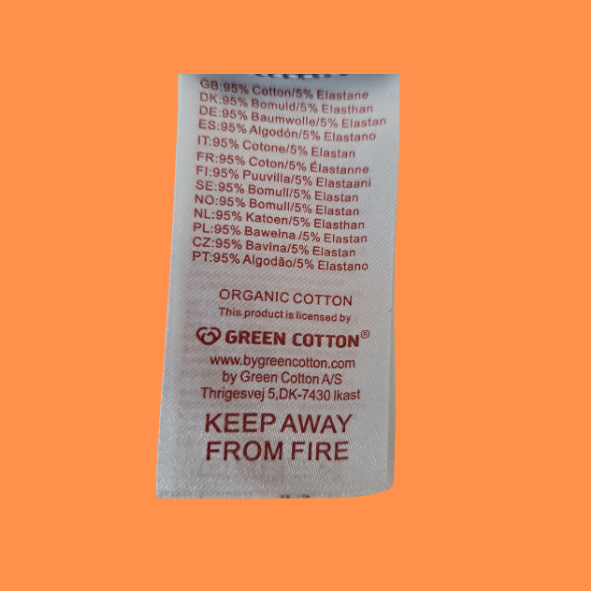 GB:95% Cotton/5% Elastane
DK:95% Bomuld/5% Elasthan
DE:95% Baumwolle/5% Elastan
ES:95% Algodón/5% Elastano
IT:95% Cotone/5% Elastan
FR:95% Coton/5% Élastanne
FI:95% Puuvilla/5% Elastaani
SE:95% Bomull/5% Elastan
NO:95% Bomull/5% Elastan
NL:95% Katoen/5% Elasthan
PL:95% Bawełna /5% Elastan
CZ:95% Bavlna/5% Elastan
PT:95% Algodão/5% Elastano
ORGANIC COTTON
This product is licensed by
GREEN COTTON®
www.bygreencotton.com
by Green Cotton A/S
Thrigesvej 5,DK-7430 Ikast
KEEP AWAY
FROM FIRE